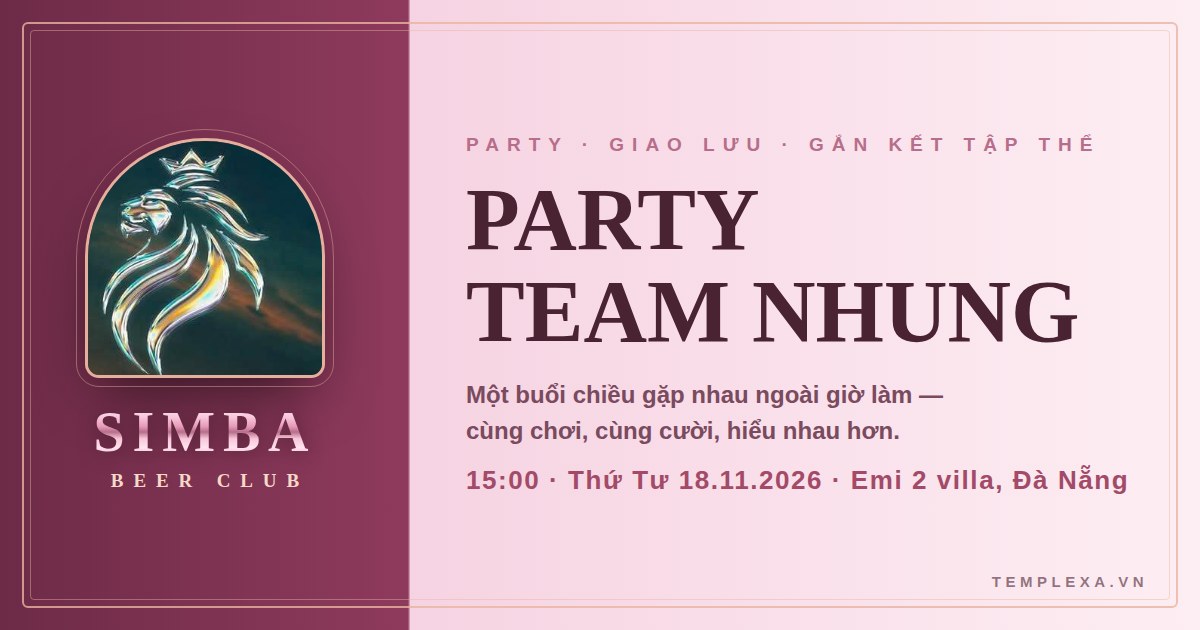 SIMBA
BEER CLUB
PARTY · GIAO LƯU · GẮN KẾT TẬP THỂ
PARTY
TEAM NHUNG
Một buổi chiều gặp nhau ngoài giờ làm —
cùng chơi, cùng cười, hiểu nhau hơn.
15:00 · Thứ Tư 18.11.2026 · Emi 2 villa, Đà Nẵng
TEMPLEXA.VN